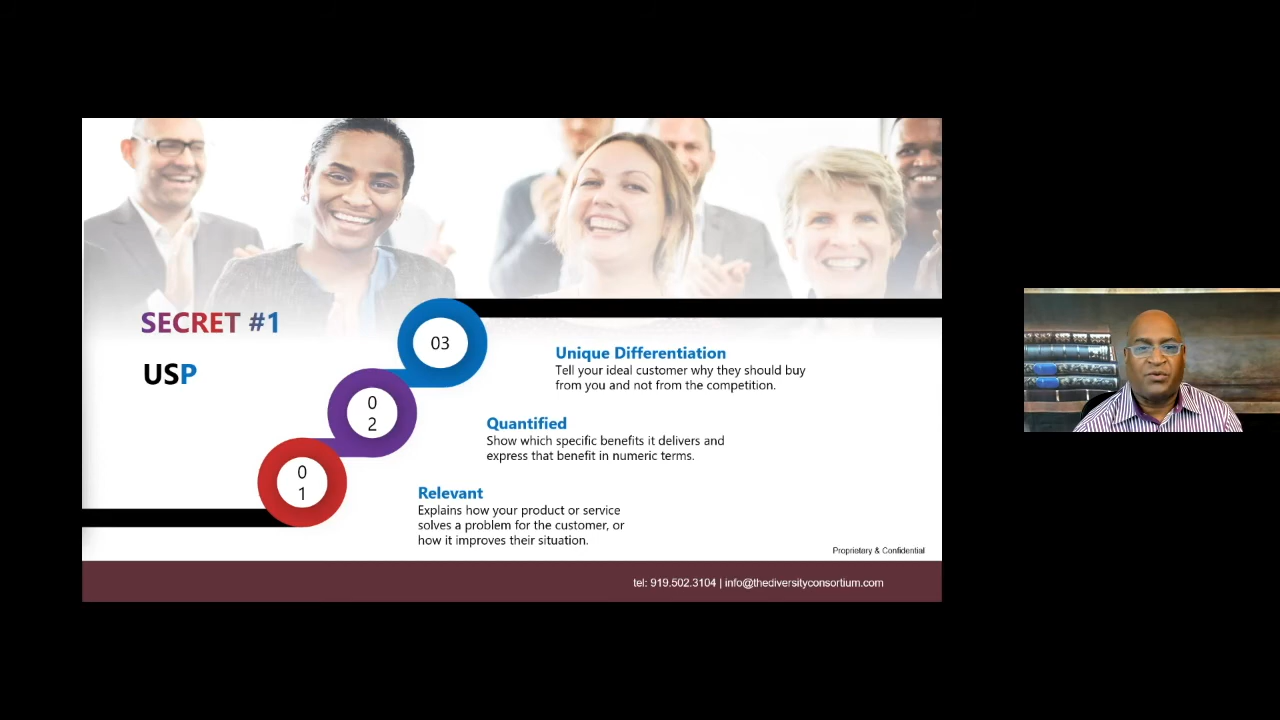 SECRET #1
USP
03
Unique Differentiation
Tell your ideal customer why they should buy
from you and not from the competition.
0
2
Quantified
Show which specific benefits it delivers and
express that benefit in numeric terms.
0
1
Relevant
Explains how your product or service
solves a problem for the customer, or
how it improves their situation.
Proprietary & Confidential
tel: 919.502.3104 | info@thediversityconsortium.com